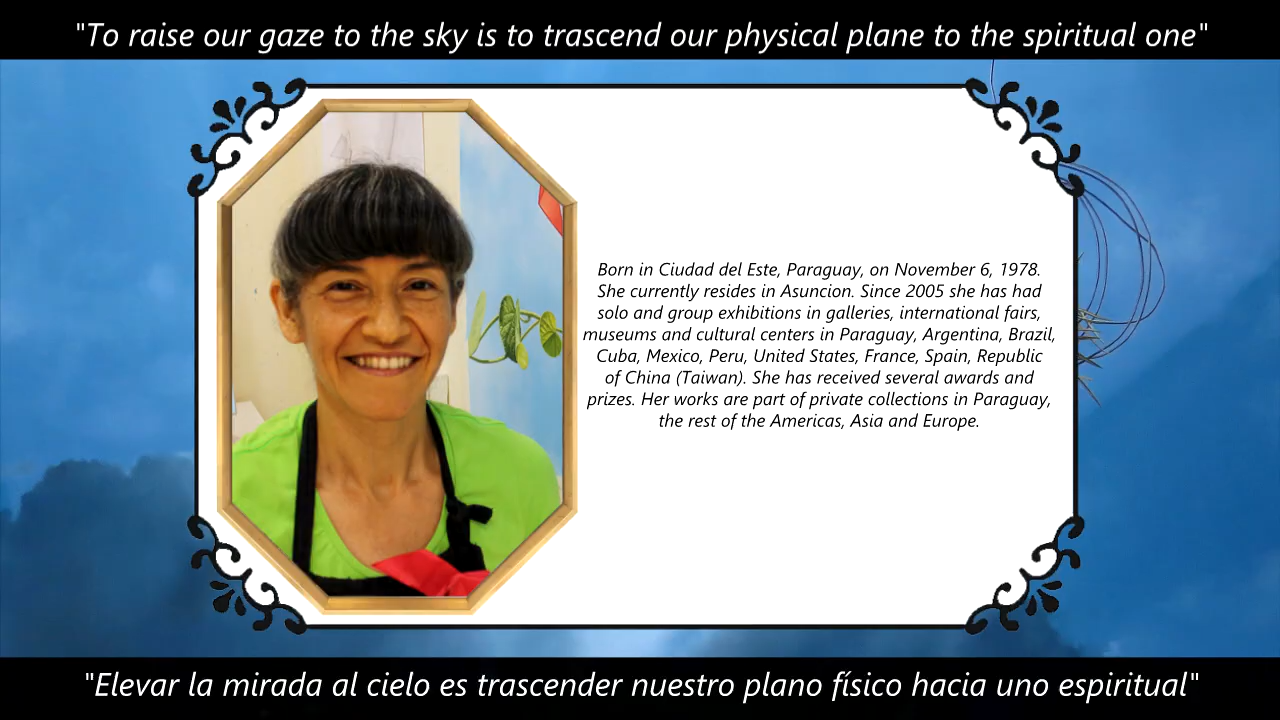 "To raise our gaze to the sky is to trascend our physical plane to the spiritual one"
Born in Ciudad del Este, Paraguay, on November 6, 1978.
She currently resides in Asuncion. Since 2005 she has had
solo and group exhibitions in galleries, international fairs,
museums and cultural centers in Paraguay, Argentina, Brazil,
Cuba, Mexico, Peru, United States, France, Spain, Republic
of China (Taiwan). She has received several awards and
prizes. Her works are part of private collections in Paraguay,
the rest of the Americas, Asia and Europe.
"Elevar la mirada al cielo es trascender nuestro plano físico hacia uno espiritual"